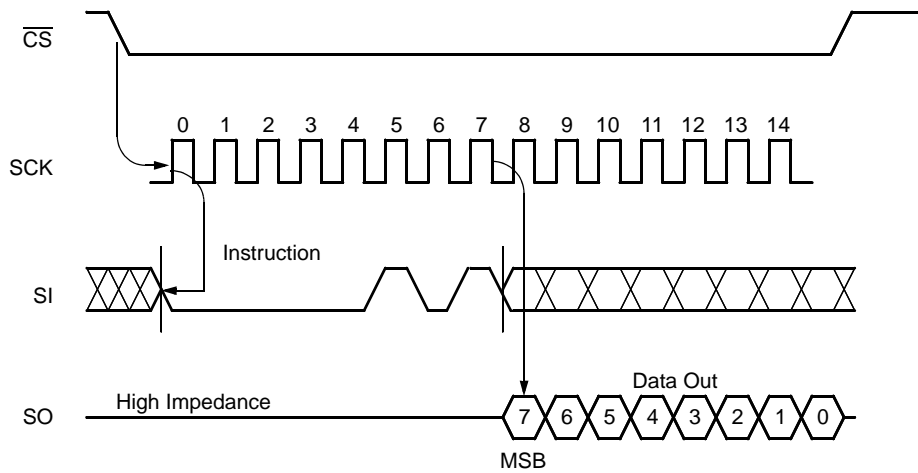 CS
0 1 2 3 4 5 6 7 8 9 10 11 12 13 14
SCK
Instruction
SI
Data Out
High Impedance
SO
7 6 5 4 3 2 1 0
MSB